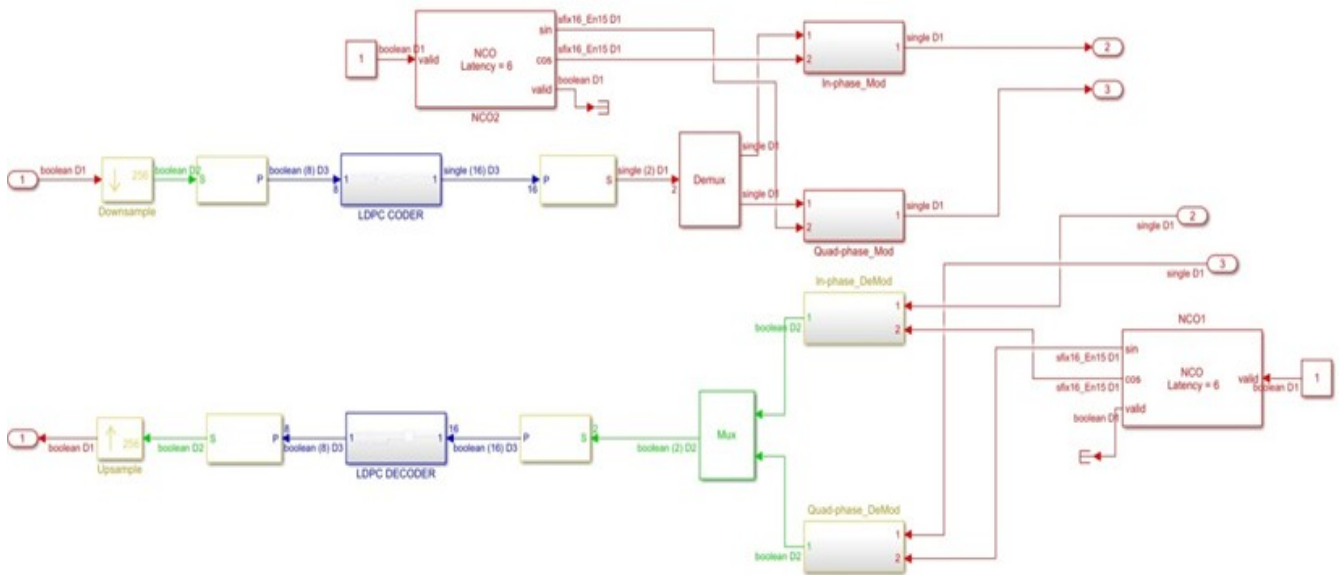 sfix16_En15 D1
sin
boolean D1
1
valid
NCO
Latency = 6
sfix16_En15 D1
cos
boolean D1
valid
NCO2
1
2
single D1
1
2
In-phase_Mod
3
boolean D1
1
256
Downsample
boolean D2
S
P
boolean (8) D3
8
1
1
LDPC CODER
single (16) D3
16
P
S
single (2) D1
2
Demux
single D1
single D1
1
2
1
single D1
Quad-phase_Mod
2
single D1
3
single D1
In-phase_DeMod
1
1
2
boolean D2
NCO1
sin
cos
valid
NCO
Latency = 6
valid
1
boolean D1
sfix16_En15 D1
sfix16_En15 D1
boolean D1
1
boolean D1
256
Upsample
boolean D2
S
P
8
boolean (8) D3
1
1
LDPC DECODER
16
boolean (16) D3
P
S
boolean (2) D2
Mux
Quad-phase_DeMod
1
1
2
boolean D2